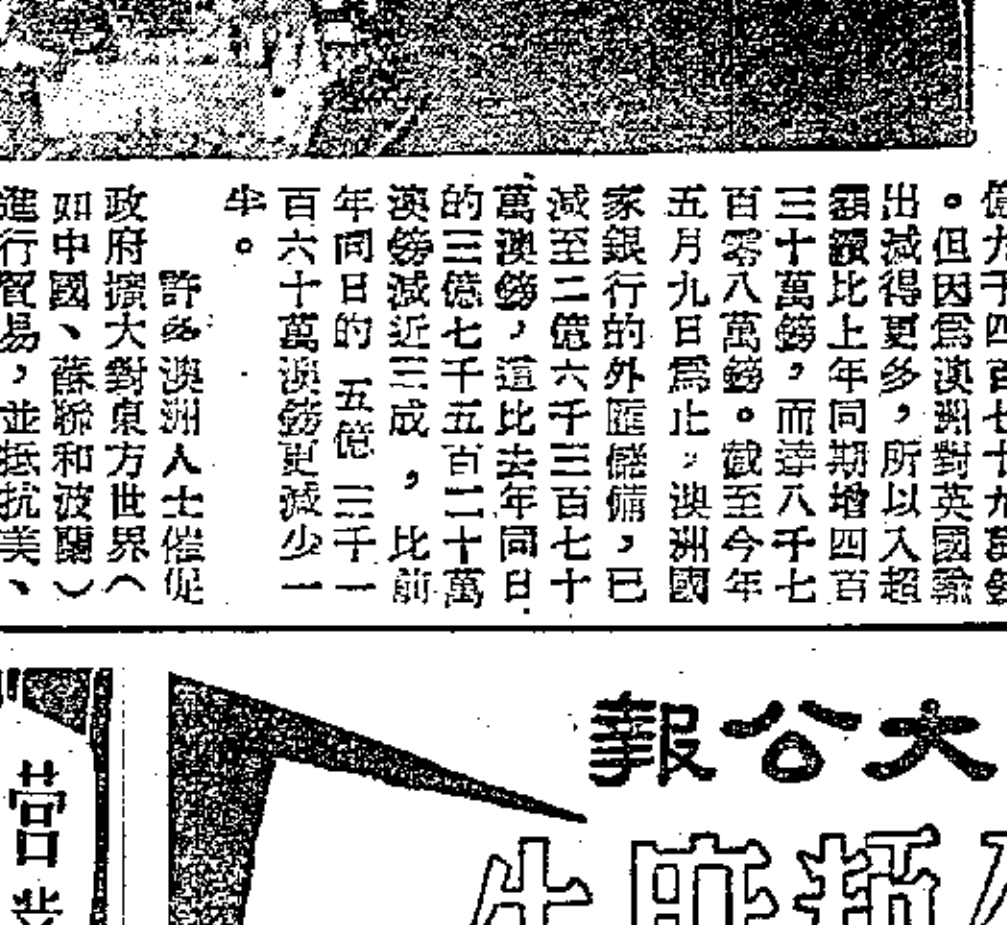 億九千四百七十九萬鎊
。但因爲澳洲對英國輸
出減得更多，所以入超
額續比上年同期增四百
三十萬鎊，而達八千七
百零八萬鎊。截至今年
五月九日爲止，澳洲國
家銀行的外匯儲備，已
減至二億六千三百七十
萬澳鎊，這比去年同日
的三億七千五百二十萬
澳鎊減近三成，比前
年同日的五億三千一
百六十萬澳鎊更減少一
半。
許多澳洲人士催促
政府擴大對東方世界（
如中國、蘇聯和波蘭）
進行貿易，並抵抗美、
大公報
營業